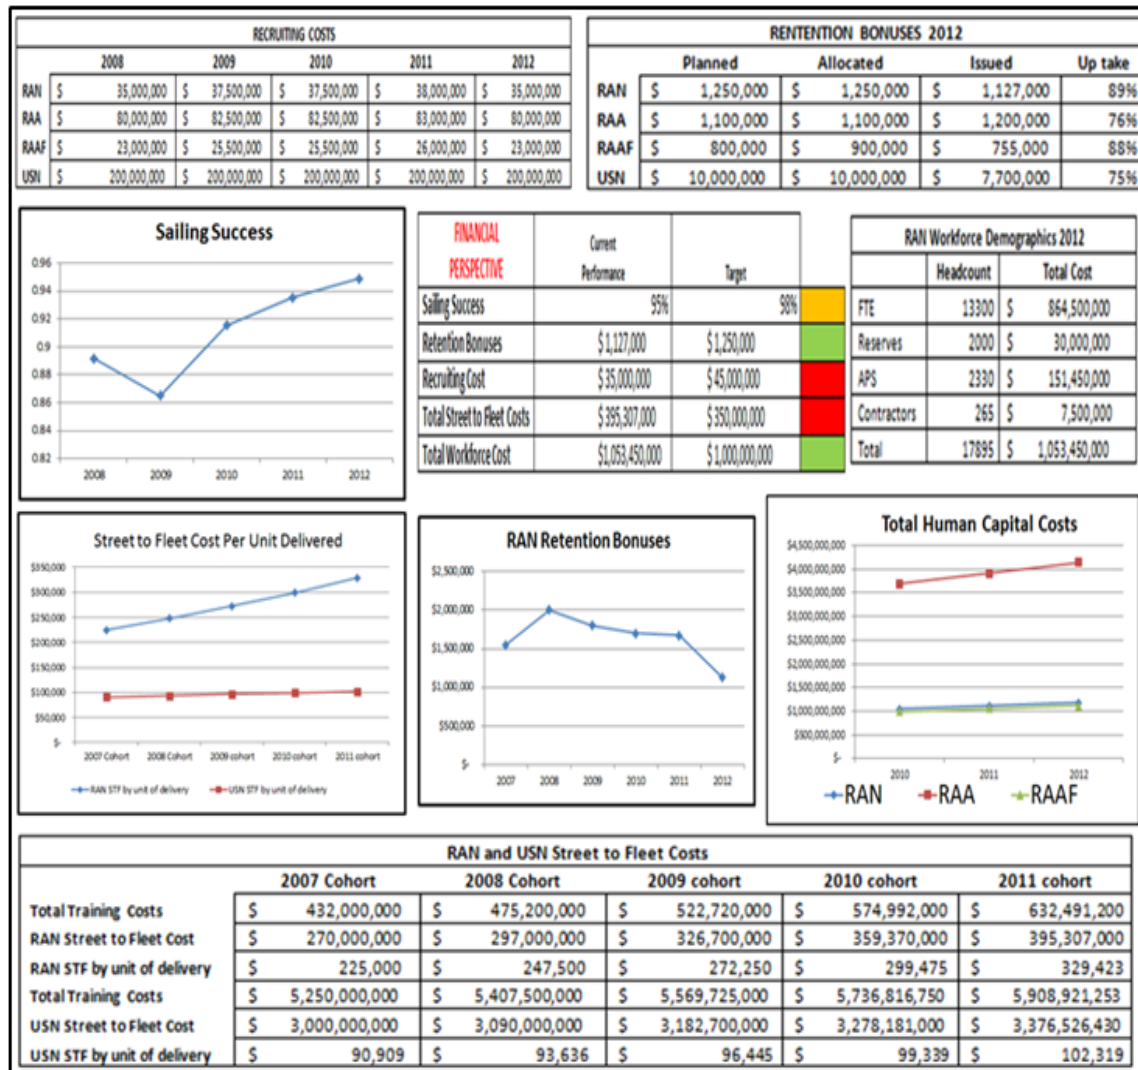 RECRUITING COSTS
2008 2009 2010 2011 2012
RAN $ 35,000,000 $ 37,500,000 $ 37,500,000 $ 38,000,000 $ 35,000,000
RAA $ 80,000,000 $ 82,500,000 $ 82,500,000 $ 83,000,000 $ 80,000,000
RAAF $ 23,000,000 $ 25,500,000 $ 25,500,000 $ 26,000,000 $ 23,000,000
USN $ 200,000,000 $ 200,000,000 $ 200,000,000 $ 200,000,000 $ 200,000,000
RENTENTION BONUSES 2012
Planned Allocated Issued Up take
RAN $ 1,250,000 $ 1,250,000 $ 1,127,000 89%
RAA $ 1,100,000 $ 1,100,000 $ 1,200,000 76%
RAAF $ 800,000 $ 900,000 $ 755,000 88%
USN $ 10,000,000 $ 10,000,000 $ 7,700,000 75%
Sailing Success
0.96
0.94
0.92
0.9
0.88
0.86
0.84
0.82
2008 2009 2010 2011 2012
FINANCIAL
PERSPECTIVE
Current
Performance Target
Sailing Success 95% 98%
Retention Bonuses $1,127,000 $1,250,000
Recruiting Cost $35,000,000 $45,000,000
Total Street to Fleet Costs $395,307,000 $350,000,000
Total Workforce Cost $1,053,450,000 $1,000,000,000
RAN Workforce Demographics 2012
Headcount Total Cost
FTE 13300 $ 864,500,000
Reserves 2000 $ 30,000,000
APS 2330 $ 151,450,000
Contractors 265 $ 7,500,000
Total 17895 $ 1,053,450,000
Street to Fleet Cost Per Unit Delivered
$350,000
$300,000
$250,000
$200,000
$150,000
$100,000
$50,000
$-
2007 Cohort 2008 Cohort 2009 cohort 2010 cohort 2011 cohort
RAN STF by unit of delivery USN STF by unit of delivery
RAN Retention Bonuses
$2,500,000
$2,000,000
$1,500,000
$1,000,000
$500,000
$-
2007 2008 2009 2010 2011 2012
Total Human Capital Costs
$4,500,000,000
$4,000,000,000
$3,500,000,000
$3,000,000,000
$2,500,000,000
$2,000,000,000
$1,500,000,000
$1,000,000,000
$500,000,000
$-
2010 2011 2012
RAN RAA RAAF
RAN and USN Street to Fleet Costs
2007 Cohort 2008 Cohort 2009 cohort 2010 cohort 2011 cohort
Total Training Costs $ 432,000,000 $ 475,200,000 $ 522,720,000 $ 574,992,000 $ 632,491,200
RAN Street to Fleet Cost $ 270,000,000 $ 297,000,000 $ 326,700,000 $ 359,370,000 $ 395,307,000
RAN STF by unit of delivery $ 225,000 $ 247,500 $ 272,250 $ 299,475 $ 329,423
Total Training Costs $ 5,250,000,000 $ 5,407,500,000 $ 5,569,725,000 $ 5,736,816,750 $ 5,908,921,253
USN Street to Fleet Cost $ 3,000,000,000 $ 3,090,000,000 $ 3,182,700,000 $ 3,278,181,000 $ 3,376,526,430
USN STF by unit of delivery $ 90,909 $ 93,636 $ 96,445 $ 99,339 $ 102,319